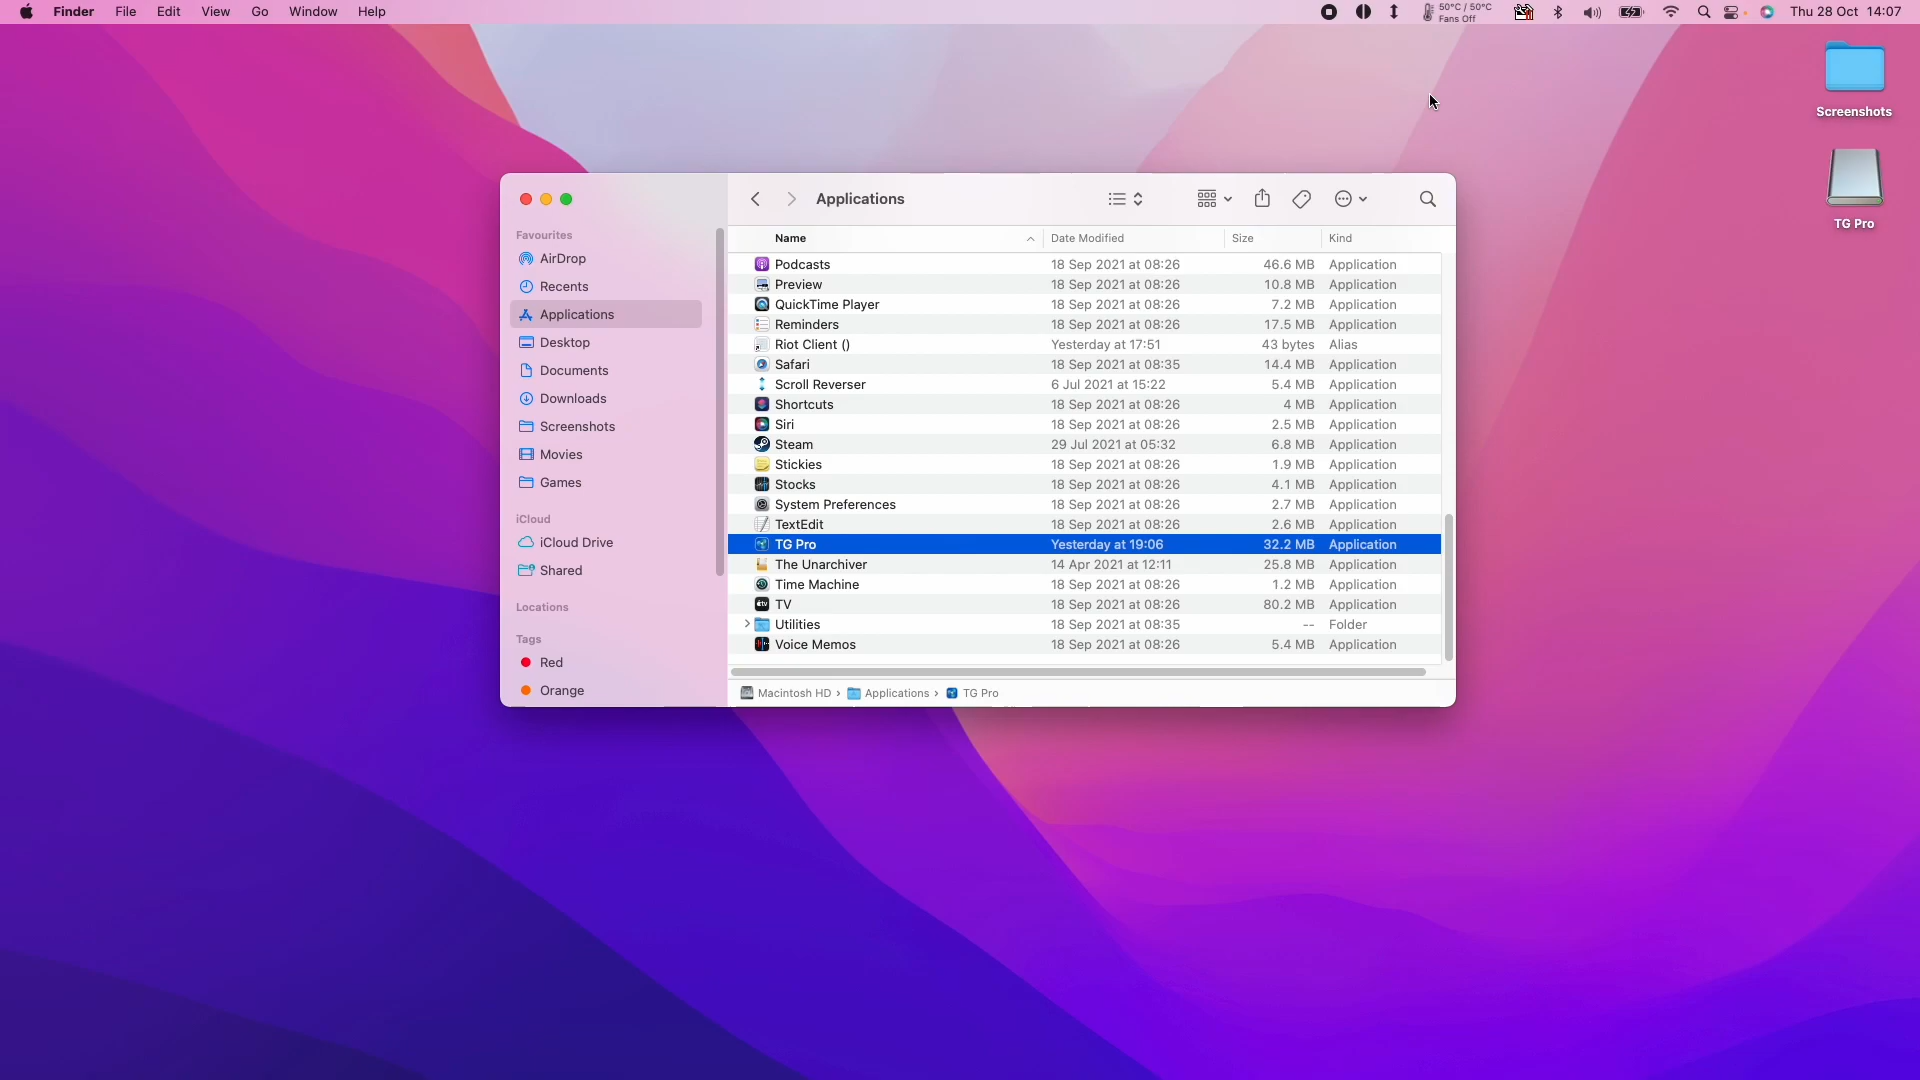 Finder File Edit View Go Window Help
50°C / 50°C
Fans Off
Thu 28 Oct 14:07
Screenshots
TG Pro
Applications
Favourites
AirDrop
Recents
Applications
Desktop
Documents
Downloads
Screenshots
Movies
Games
iCloud
iCloud Drive
Shared
Locations
Tags
Red
Orange
Name Date Modified Size Kind
Podcasts 18 Sep 2021 at 08:26 46.6 MB Application
Preview 18 Sep 2021 at 08:26 10.8 MB Application
QuickTime Player 18 Sep 2021 at 08:26 7.2 MB Application
Reminders 18 Sep 2021 at 08:26 17.5 MB Application
Riot Client () Yesterday at 17:51 43 bytes Alias
Safari 18 Sep 2021 at 08:35 14.4 MB Application
Scroll Reverser 6 Jul 2021 at 15:22 5.4 MB Application
Shortcuts 18 Sep 2021 at 08:26 4 MB Application
Siri 18 Sep 2021 at 08:26 2.5 MB Application
Steam 29 Jul 2021 at 05:32 6.8 MB Application
Stickies 18 Sep 2021 at 08:26 1.9 MB Application
Stocks 18 Sep 2021 at 08:26 4.1 MB Application
System Preferences 18 Sep 2021 at 08:26 2.7 MB Application
TextEdit 18 Sep 2021 at 08:26 2.6 MB Application
TG Pro Yesterday at 19:06 32.2 MB Application
The Unarchiver 14 Apr 2021 at 12:11 25.8 MB Application
Time Machine 18 Sep 2021 at 08:26 1.2 MB Application
TV 18 Sep 2021 at 08:26 80.2 MB Application
Utilities 18 Sep 2021 at 08:35 -- Folder
Voice Memos 18 Sep 2021 at 08:26 5.4 MB Application
Macintosh HD › Applications › TG Pro